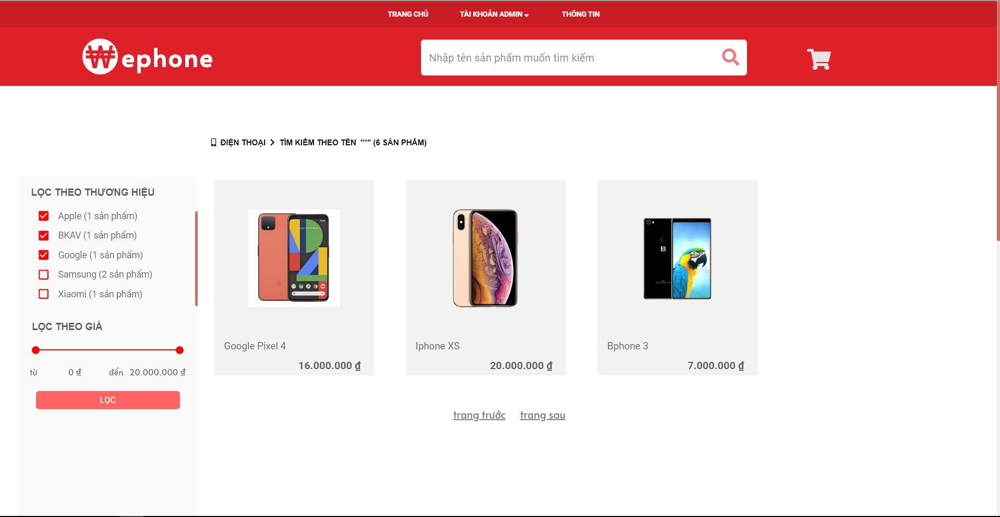 TRANG CHỦ TÀI KHOẢN ADMIN THÔNG TIN
₩ephone
Nhập tên sản phẩm muốn tìm kiếm
ĐIỆN THOẠI TÌM KIẾM THEO TÊN "*" (6 SẢN PHẨM)
LỌC THEO THƯƠNG HIỆU
Apple (1 sản phẩm)
BKAV (1 sản phẩm)
Google (1 sản phẩm)
Samsung (2 sản phẩm)
Xiaomi (1 sản phẩm)
LỌC THEO GIÁ
từ 0 ₫ đến 20.000.000 ₫
LỌC
Google Pixel 4
16.000.000 ₫
Iphone XS
20.000.000 ₫
B
Bphone 3
7.000.000 ₫
trang trước trang sau